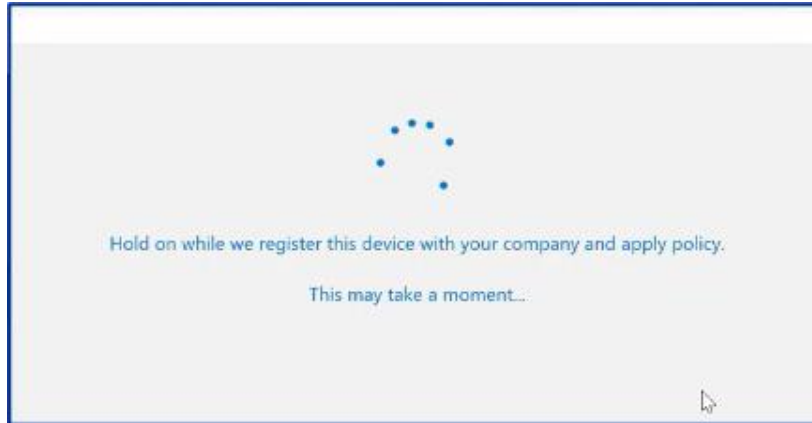 Hold on while we register this device with your company and apply policy.
This may take a moment...